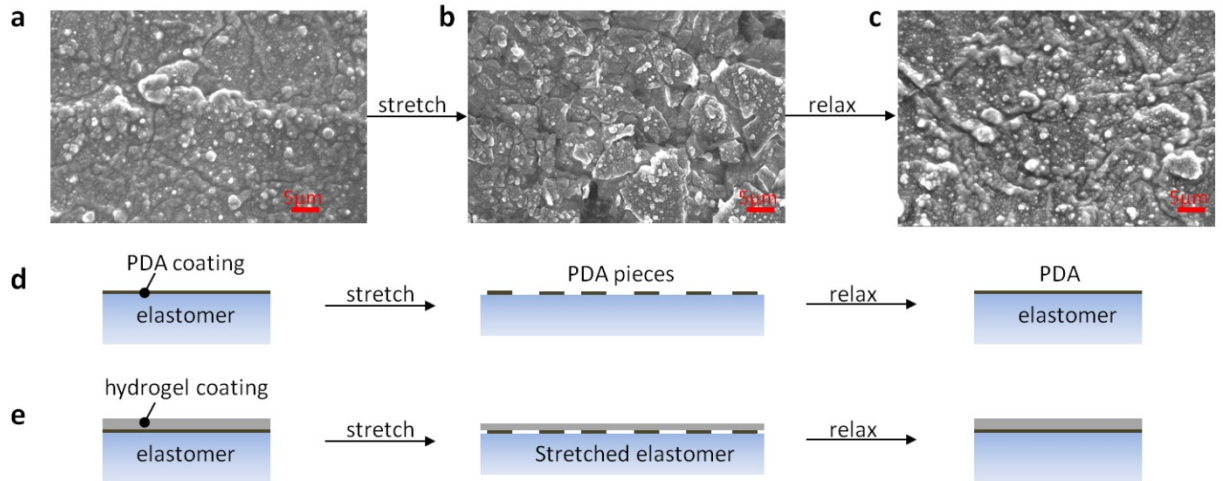 a
b
c
stretch
relax
5μm
5μm
5μm
d
PDA coating
elastomer
stretch
PDA pieces
relax
PDA
elastomer
e
hydrogel coating
elastomer
stretch
Stretched elastomer
relax